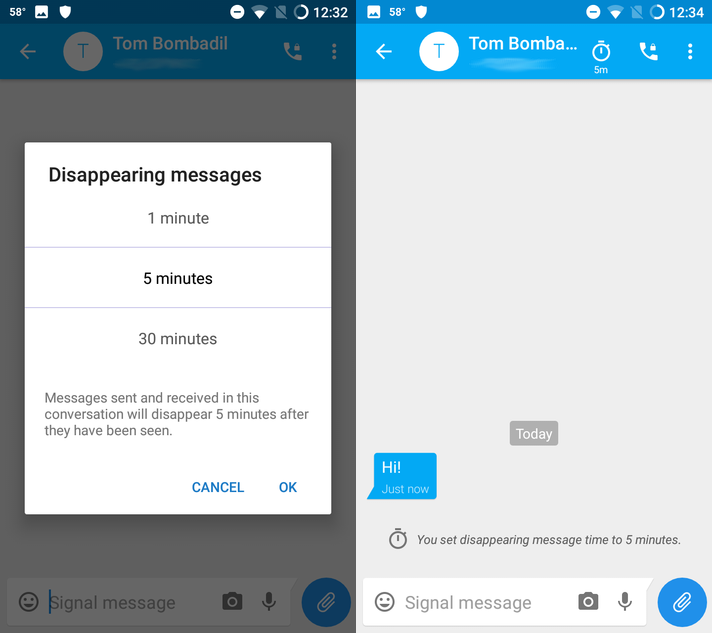 58°
12:32
T
Tom Bombadil
Disappearing messages
1 minute
5 minutes
30 minutes
Messages sent and received in this
conversation will disappear 5 minutes after
they have been seen.
CANCEL OK
Signal message
58°
12:34
T
Tom Bomba...
5m
Today
Hi!
Just now
You set disappearing message time to 5 minutes.
Signal message